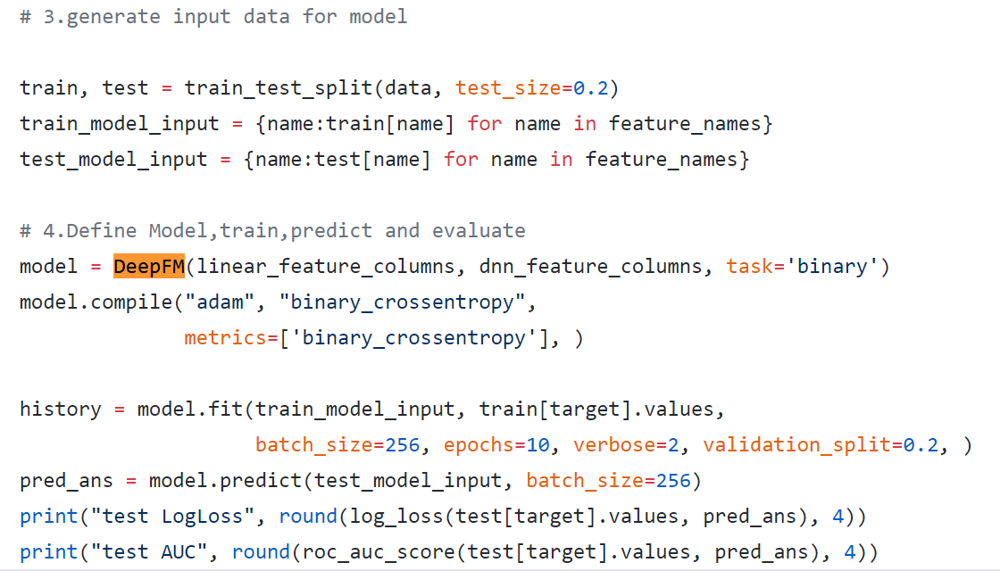 # 3.generate input data for model
train, test = train_test_split(data, test_size=0.2)
train_model_input = {name:train[name] for name in feature_names}
test_model_input = {name:test[name] for name in feature_names}
# 4.Define Model,train,predict and evaluate
model = DeepFM(linear_feature_columns, dnn_feature_columns, task='binary')
model.compile("adam", "binary_crossentropy",
              metrics=['binary_crossentropy'], )
history = model.fit(train_model_input, train[target].values,
                    batch_size=256, epochs=10, verbose=2, validation_split=0.2, )
pred_ans = model.predict(test_model_input, batch_size=256)
print("test LogLoss", round(log_loss(test[target].values, pred_ans), 4))
print("test AUC", round(roc_auc_score(test[target].values, pred_ans), 4))